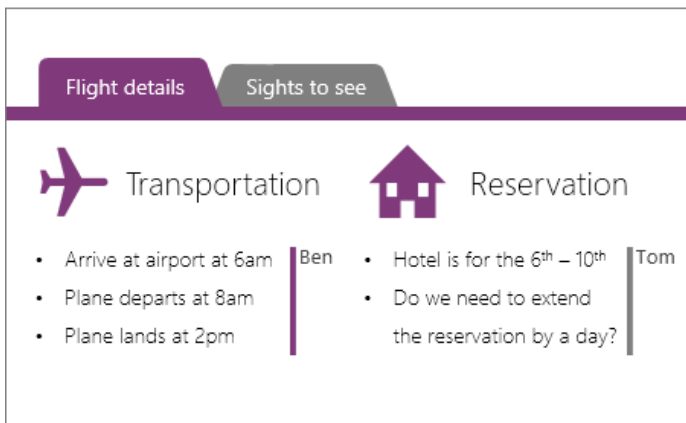 Flight details
Sights to see
Transportation
• Arrive at airport at 6am
• Plane departs at 8am
• Plane lands at 2pm
Ben
Reservation
• Hotel is for the 6th – 10th
• Do we need to extend
the reservation by a day?
Tom